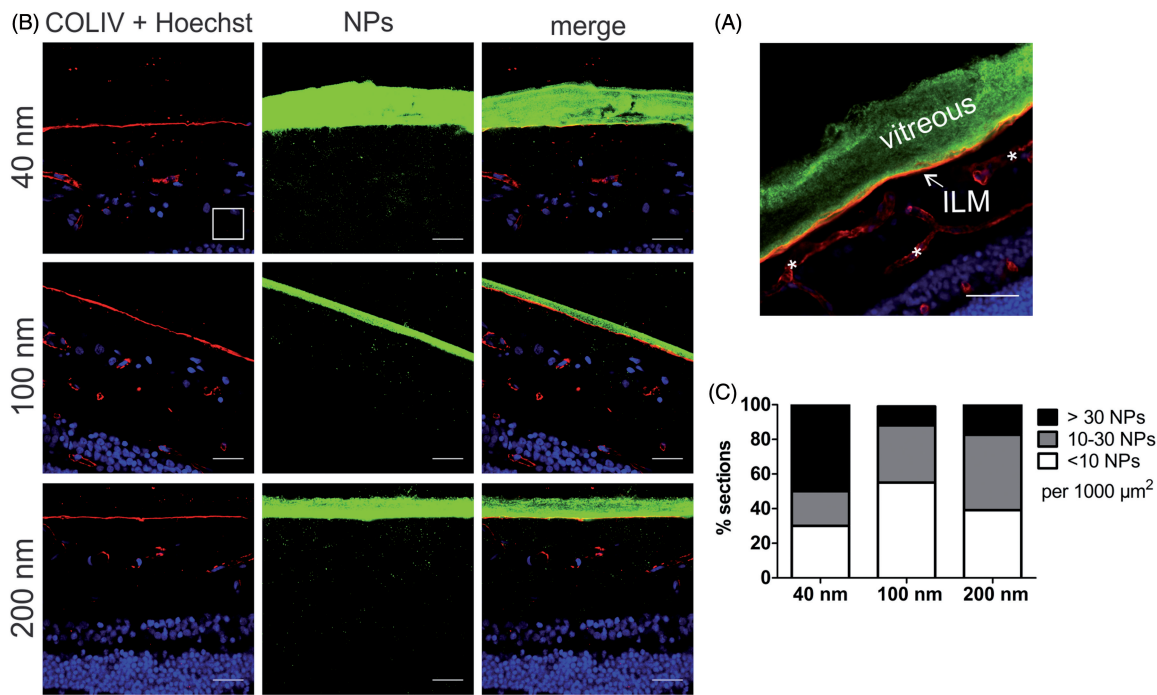 (B) COLIV + Hoechst NPs merge
40 nm
100 nm
200 nm
(A)
vitreous
ILM
*
*
*
(C)
% sections
100
80
60
40
20
0
40 nm 100 nm 200 nm
> 30 NPs
10-30 NPs
<10 NPs
per 1000 µm²